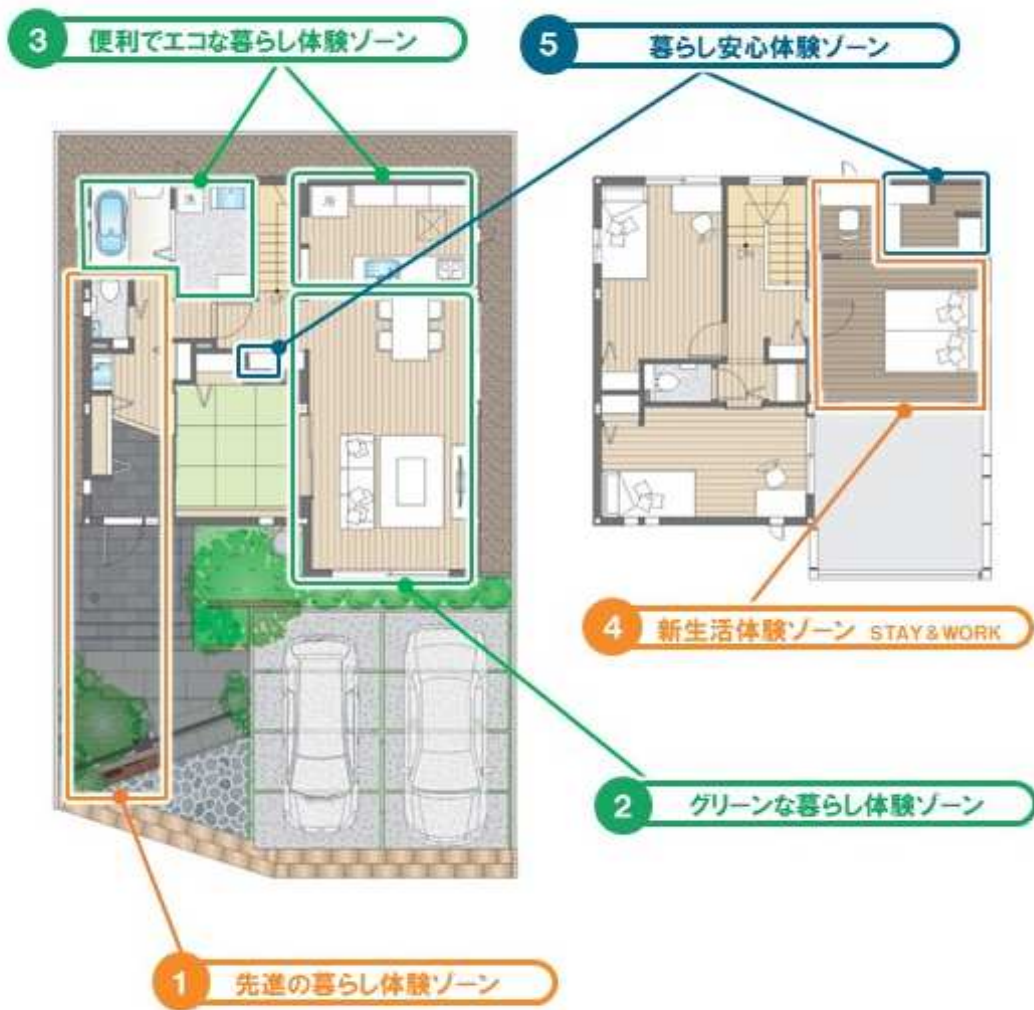 3 便利でエコな暮らし体験ゾーン
5 暮らし安心体験ゾーン
洗
冷
DN
4 新生活体験ゾーン STAY&WORK
2 グリーンな暮らし体験ゾーン
1 先進の暮らし体験ゾーン